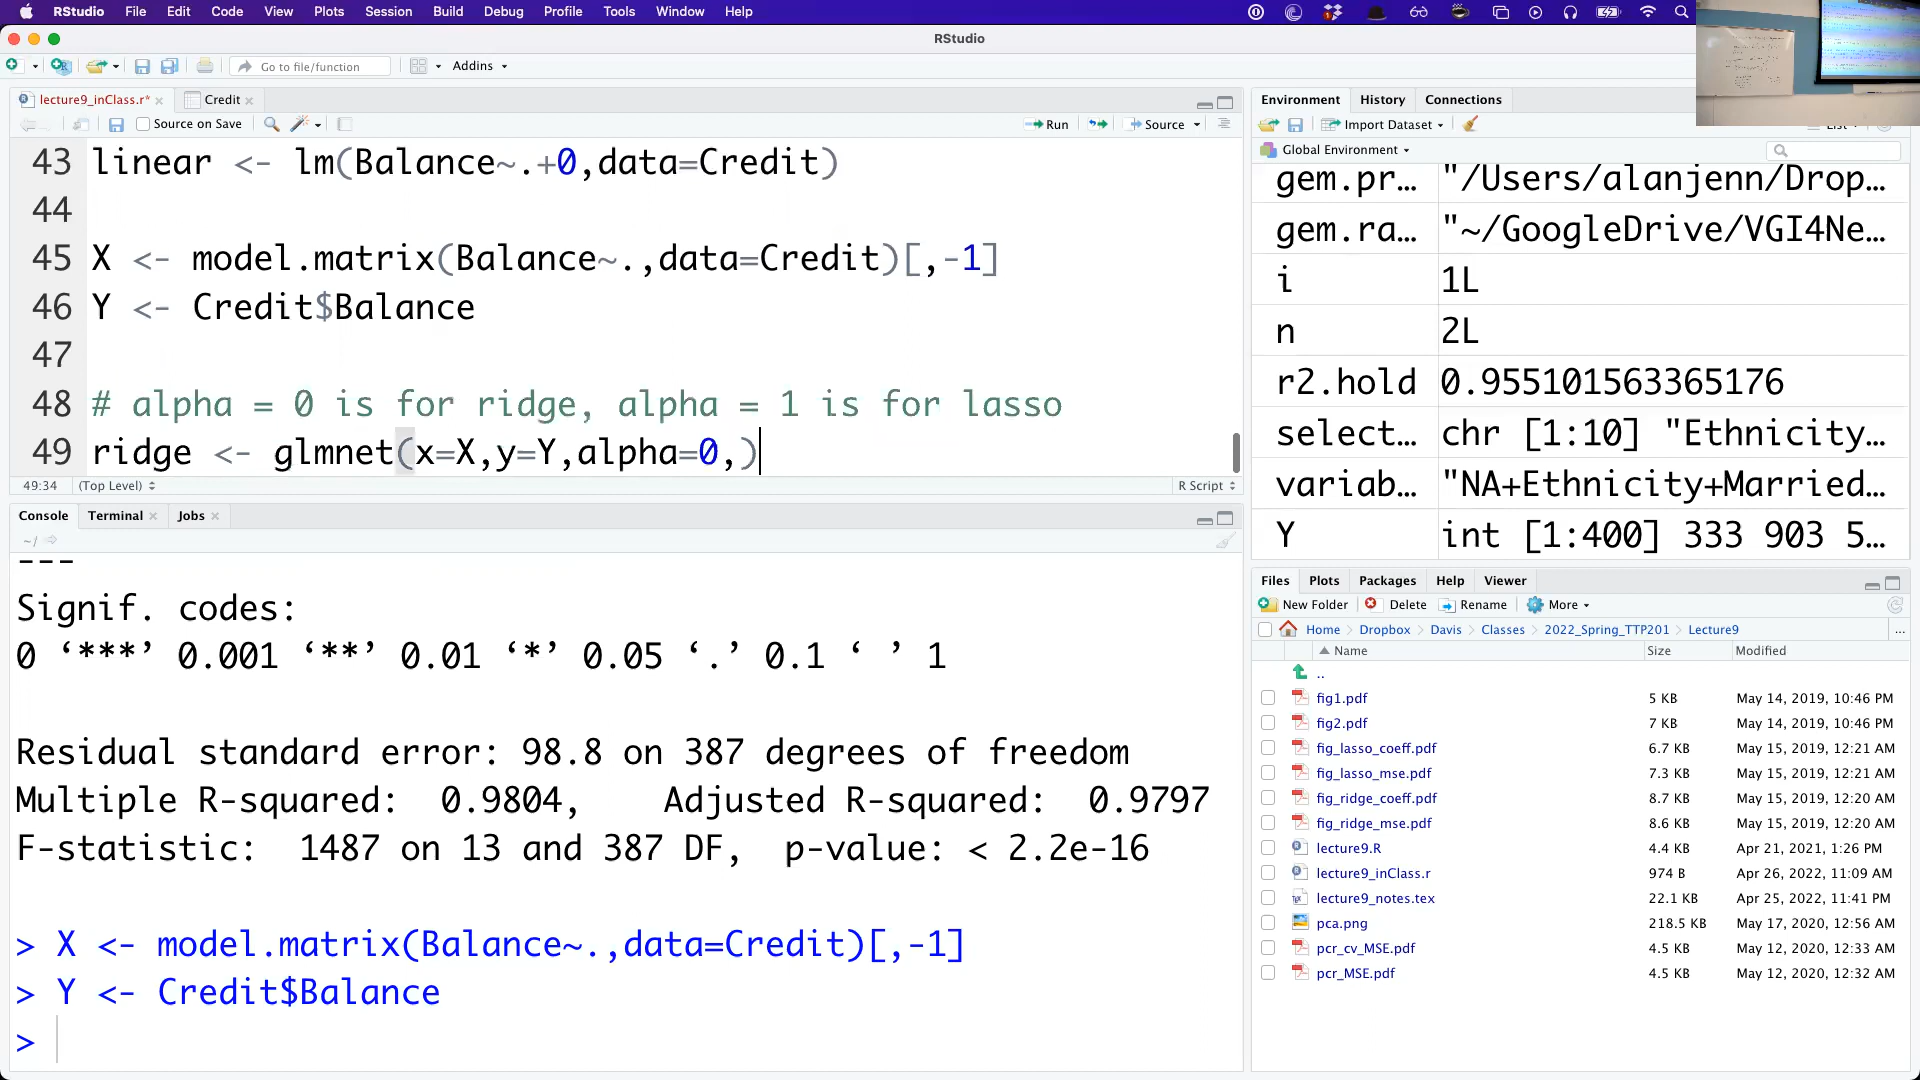 RStudio File Edit Code View Plots Session Build Debug Profile Tools Window Help
RStudio
Go to file/function Addins
lecture9_inClass.r* Credit
Source on Save Run Source
43 linear <- lm(Balance~.+0,data=Credit)
44
45 X <- model.matrix(Balance~.,data=Credit)[,-1]
46 Y <- Credit$Balance
47
48 # alpha = 0 is for ridge, alpha = 1 is for lasso
49 ridge <- glmnet(x=X,y=Y,alpha=0,)
49:34 (Top Level) R Script
Console Terminal Jobs
~/
---
Signif. codes:
0 ‘***’ 0.001 ‘**’ 0.01 ‘*’ 0.05 ‘.’ 0.1 ‘ ’ 1
Residual standard error: 98.8 on 387 degrees of freedom
Multiple R-squared: 0.9804, Adjusted R-squared: 0.9797
F-statistic: 1487 on 13 and 387 DF, p-value: < 2.2e-16
> X <- model.matrix(Balance~.,data=Credit)[,-1]
> Y <- Credit$Balance
>
Environment History Connections
Import Dataset List
Global Environment
gem.pr… "/Users/alanjenn/Drop…
gem.ra… "~/GoogleDrive/VGI4Ne…
i 1L
n 2L
r2.hold 0.955101563365176
select… chr [1:10] "Ethnicity…
variab… "NA+Ethnicity+Married…
Y int [1:400] 333 903 5…
Files Plots Packages Help Viewer
New Folder Delete Rename More
Home Dropbox Davis Classes 2022_Spring_TTP201 Lecture9 ...
Name Size Modified
..
fig1.pdf 5 KB May 14, 2019, 10:46 PM
fig2.pdf 7 KB May 14, 2019, 10:46 PM
fig_lasso_coeff.pdf 6.7 KB May 15, 2019, 12:21 AM
fig_lasso_mse.pdf 7.3 KB May 15, 2019, 12:21 AM
fig_ridge_coeff.pdf 8.7 KB May 15, 2019, 12:20 AM
fig_ridge_mse.pdf 8.6 KB May 15, 2019, 12:20 AM
lecture9.R 4.4 KB Apr 21, 2021, 1:26 PM
lecture9_inClass.r 974 B Apr 26, 2022, 11:09 AM
lecture9_notes.tex 22.1 KB Apr 25, 2022, 11:41 PM
pca.png 218.5 KB May 17, 2020, 12:56 AM
pcr_cv_MSE.pdf 4.5 KB May 12, 2020, 12:33 AM
pcr_MSE.pdf 4.5 KB May 12, 2020, 12:32 AM